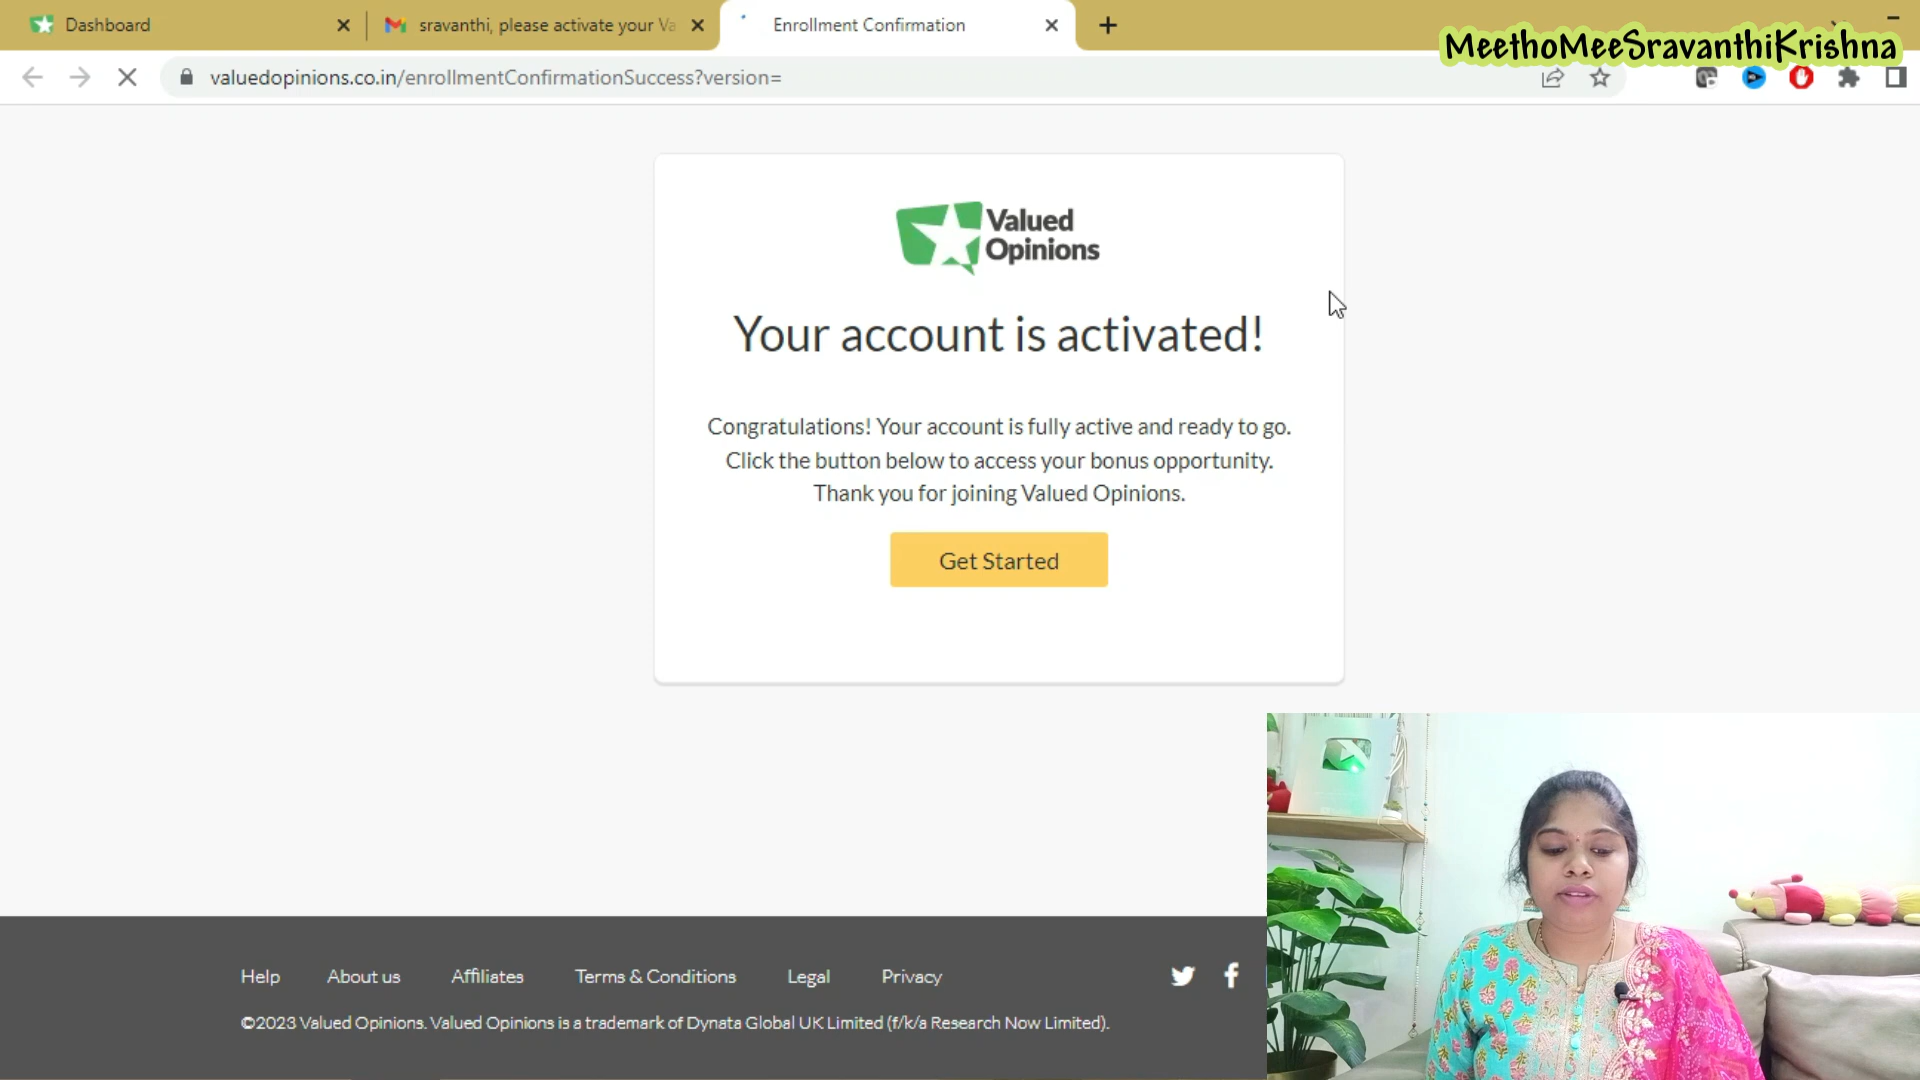 Dashboard
sravanthi, please activate your Va
Enrollment Confirmation
MeethoMeeSravanthiKrishna
valuedopinions.co.in/enrollmentConfirmationSuccess?version=
Valued
Opinions
Your account is activated!
Congratulations! Your account is fully active and ready to go.
Click the button below to access your bonus opportunity.
Thank you for joining Valued Opinions.
Get Started
Help About us Affiliates Terms & Conditions Legal Privacy
©2023 Valued Opinions. Valued Opinions is a trademark of Dynata Global UK Limited (f/k/a Research Now Limited).